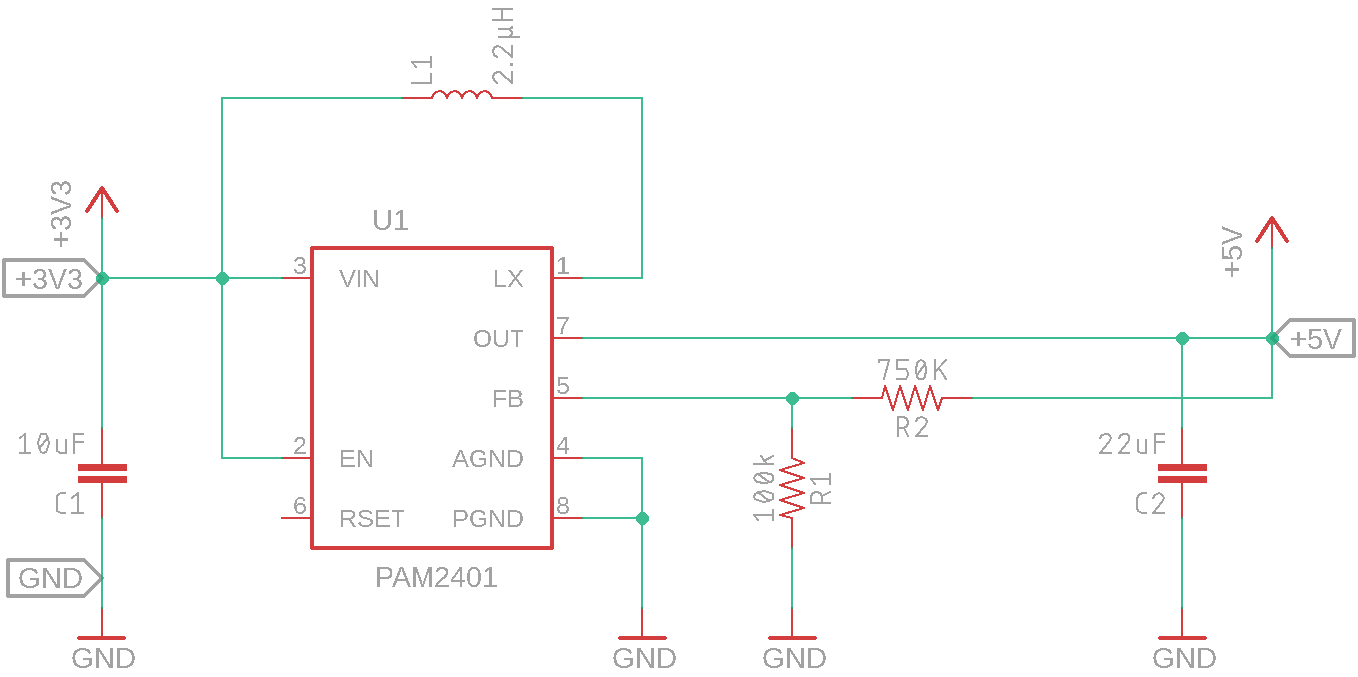 L1
2.2µH
+3V3
U1
+5V
+3V3
3
VIN
LX
1
OUT
7
+5V
750K
FB
5
R2
10uF
2
EN
AGND
4
22uF
100k
R1
C1
C2
6
RSET
PGND
8
GND
PAM2401
GND
GND
GND
GND